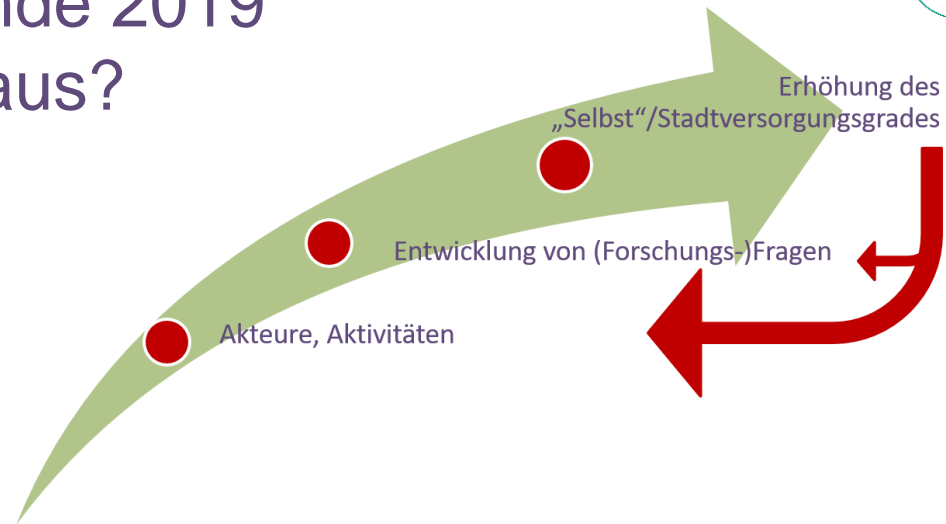 nde 2019
aus?
Erhöhung des
„Selbst“/Stadtversorgungsgrades
Entwicklung von (Forschungs-)Fragen
Akteure, Aktivitäten